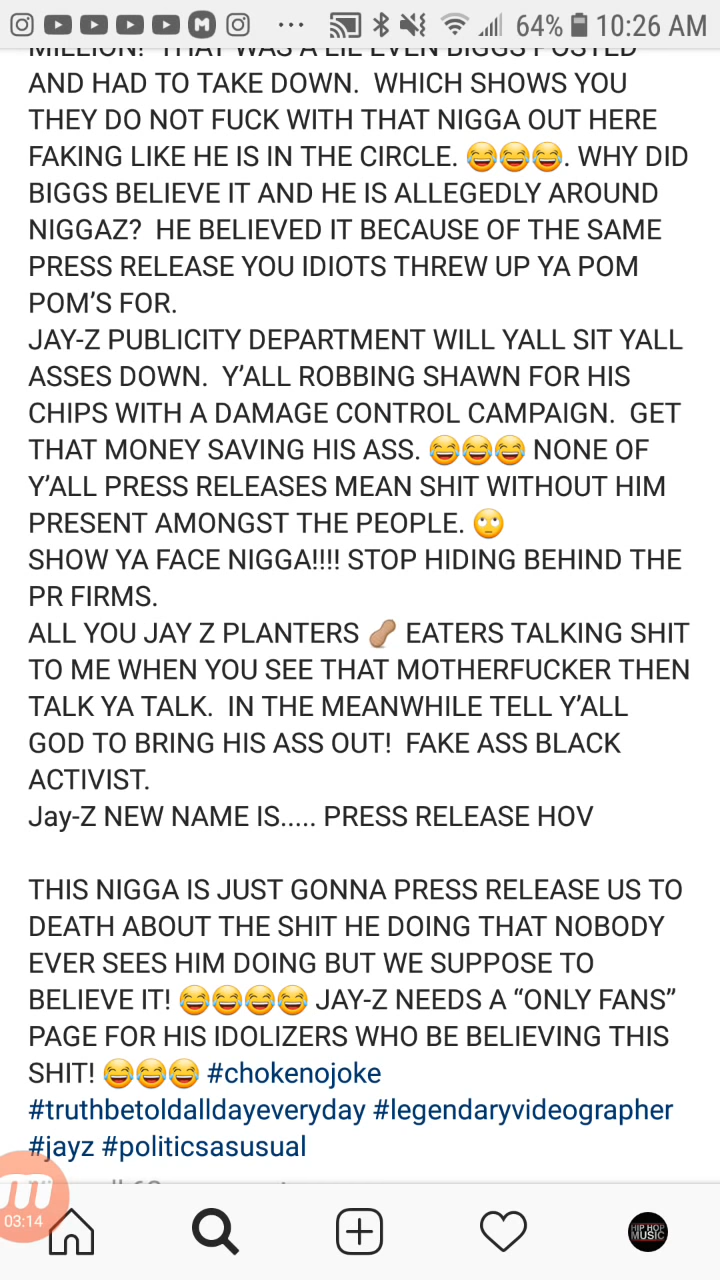 64% 10:26 AM
MILLION! THAT WAS A LIE EVEN BIGGS POSTED
AND HAD TO TAKE DOWN.  WHICH SHOWS YOU
THEY DO NOT FUCK WITH THAT NIGGA OUT HERE
FAKING LIKE HE IS IN THE CIRCLE. 😂😂😂. WHY DID
BIGGS BELIEVE IT AND HE IS ALLEGEDLY AROUND
NIGGAZ?  HE BELIEVED IT BECAUSE OF THE SAME
PRESS RELEASE YOU IDIOTS THREW UP YA POM
POM’S FOR.
JAY-Z PUBLICITY DEPARTMENT WILL YALL SIT YALL
ASSES DOWN.  Y’ALL ROBBING SHAWN FOR HIS
CHIPS WITH A DAMAGE CONTROL CAMPAIGN.  GET
THAT MONEY SAVING HIS ASS. 😂😂😂 NONE OF
Y’ALL PRESS RELEASES MEAN SHIT WITHOUT HIM
PRESENT AMONGST THE PEOPLE. 🙄
SHOW YA FACE NIGGA!!!! STOP HIDING BEHIND THE
PR FIRMS.
ALL YOU JAY Z PLANTERS 🥜 EATERS TALKING SHIT
TO ME WHEN YOU SEE THAT MOTHERFUCKER THEN
TALK YA TALK.  IN THE MEANWHILE TELL Y’ALL
GOD TO BRING HIS ASS OUT!  FAKE ASS BLACK
ACTIVIST.
Jay-Z NEW NAME IS..... PRESS RELEASE HOV

THIS NIGGA IS JUST GONNA PRESS RELEASE US TO
DEATH ABOUT THE SHIT HE DOING THAT NOBODY
EVER SEES HIM DOING BUT WE SUPPOSE TO
BELIEVE IT! 😂😂😂😂 JAY-Z NEEDS A “ONLY FANS”
PAGE FOR HIS IDOLIZERS WHO BE BELIEVING THIS
SHIT! 😂😂😂 #chokenojoke
#truthbetoldalldayeveryday #legendaryvideographer
#jayz #politicsasusual
03:14
HIP HOP
MUSIC